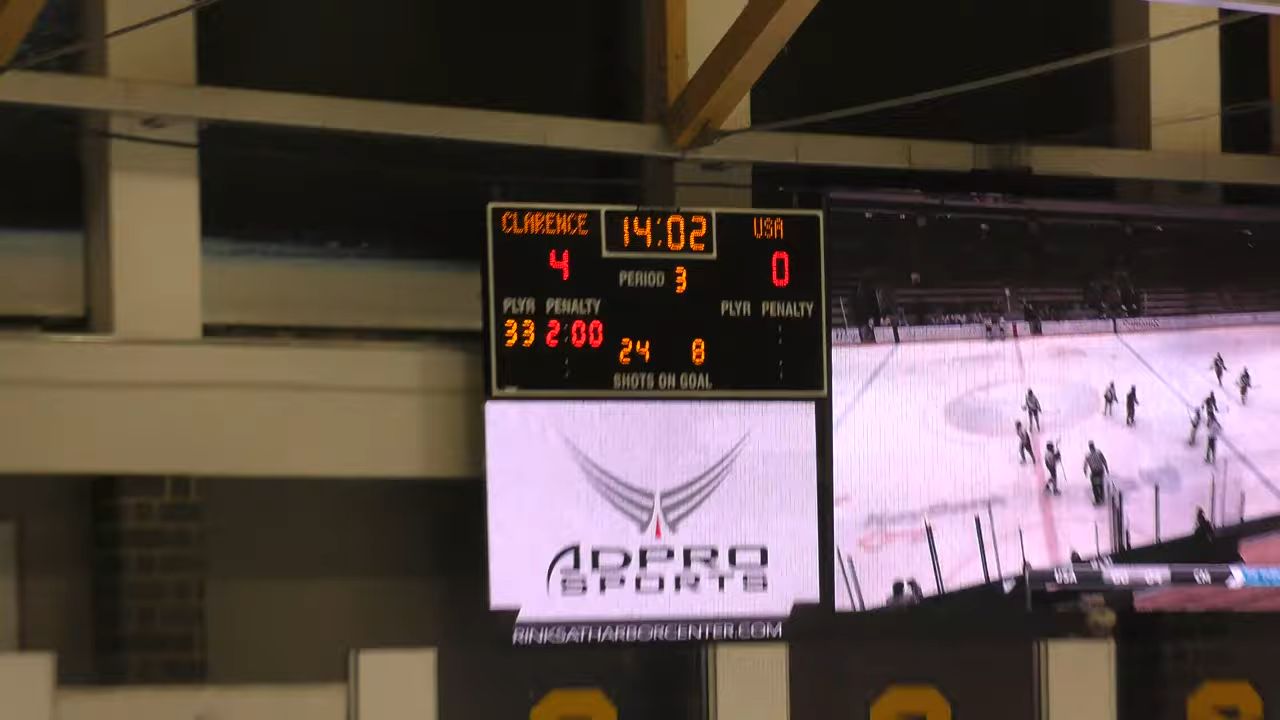 CLARENCE 14:02 USA
4 PERIOD 3 0
PLYR PENALTY PLYR PENALTY
33 2:00
24 8
SHOTS ON GOAL
ADPRO
SPORTS
RINKSATHARBORCENTER.COM
USA